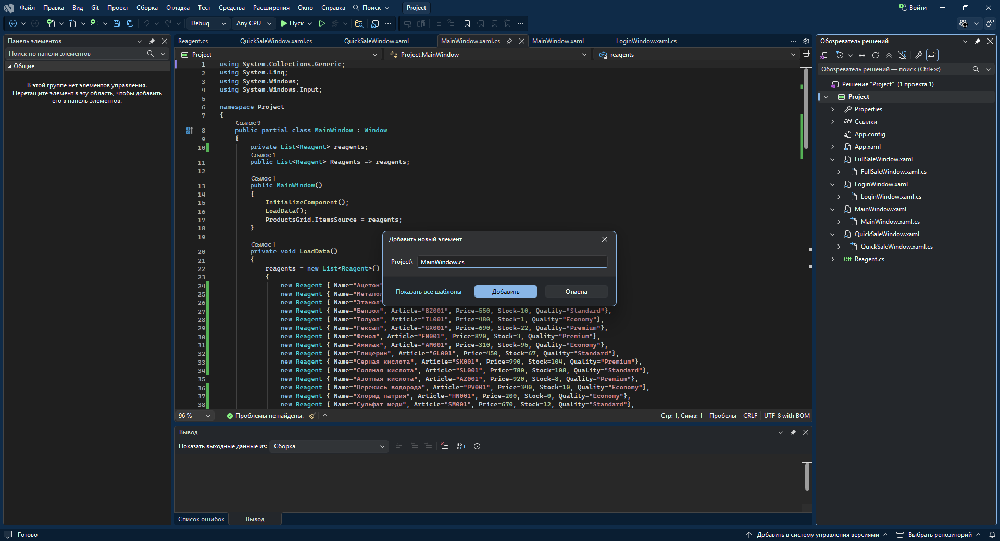 Файл Правка Вид Git Проект Сборка Отладка Тест Средства Расширения Окно Справка Поиск Project Войти
Debug Any CPU Пуск
Панель элементов
Поиск по панели элементов
Общие
В этой группе нет элементов управления.
Перетащите элемент в эту область, чтобы добавить
его в панель элементов.
Reagent.cs QuickSaleWindow.xaml.cs QuickSaleWindow.xaml MainWindow.xaml.cs MainWindow.xaml LoginWindow.xaml.cs
Project Project.MainWindow reagents
1 using System.Collections.Generic;
2 using System.Linq;
3 using System.Windows;
4 using System.Windows.Input;
5
6 namespace Project
7 {
Ссылок: 9
8 public partial class MainWindow : Window
9 {
10 private List<Reagent> reagents;
Ссылок: 1
11 public List<Reagent> Reagents => reagents;
12
Ссылок: 1
13 public MainWindow()
14 {
15 InitializeComponent();
16 LoadData();
17 ProductsGrid.ItemsSource = reagents;
18 }
19
Ссылок: 1
20 private void LoadData()
21 {
22 reagents = new List<Reagent>()
23 {
24 new Reagent { Name="Ацетон"
25 new Reagent { Name="Метанол
26 new Reagent { Name="Этанол"
27 new Reagent { Name="Бензол", Article="BZ001", Price=550, Stock=10, Quality="Standard"},
28 new Reagent { Name="Толуол", Article="TL001", Price=480, Stock=1, Quality="Economy"},
29 new Reagent { Name="Гексан", Article="GX001", Price=690, Stock=22, Quality="Premium"},
30 new Reagent { Name="Фенол", Article="FN001", Price=870, Stock=3, Quality="Premium"},
31 new Reagent { Name="Аммиак", Article="AM001", Price=310, Stock=95, Quality="Economy"},
32 new Reagent { Name="Глицерин", Article="GL001", Price=450, Stock=67, Quality="Standard"},
33 new Reagent { Name="Серная кислота", Article="SK001", Price=990, Stock=104, Quality="Premium"},
34 new Reagent { Name="Соляная кислота", Article="SL001", Price=780, Stock=108, Quality="Standard"},
35 new Reagent { Name="Азотная кислота", Article="AZ001", Price=920, Stock=8, Quality="Premium"},
36 new Reagent { Name="Перекись водорода", Article="PV001", Price=340, Stock=10, Quality="Economy"},
37 new Reagent { Name="Хлорид натрия", Article="HN001", Price=200, Stock=0, Quality="Economy"},
38 new Reagent { Name="Сульфат меди", Article="SM001", Price=670, Stock=12, Quality="Standard"},
Добавить новый элемент
Project\ MainWindow.cs
Показать все шаблоны Добавить Отмена
96 % Проблемы не найдены. Стр: 1, Симв: 1 Пробелы CRLF UTF-8 with BOM
Вывод
Показать выходные данные из: Сборка
Список ошибок Вывод
Обозреватель решений
Обозреватель решений — поиск (Ctrl+ж)
Решение "Project" (1 проекта 1)
Project
Properties
Ссылки
App.config
App.xaml
FullSaleWindow.xaml
FullSaleWindow.xaml.cs
LoginWindow.xaml
LoginWindow.xaml.cs
MainWindow.xaml
MainWindow.xaml.cs
QuickSaleWindow.xaml
QuickSaleWindow.xaml.cs
C# Reagent.cs
Готово Добавить в систему управления версиями Выбрать репозиторий